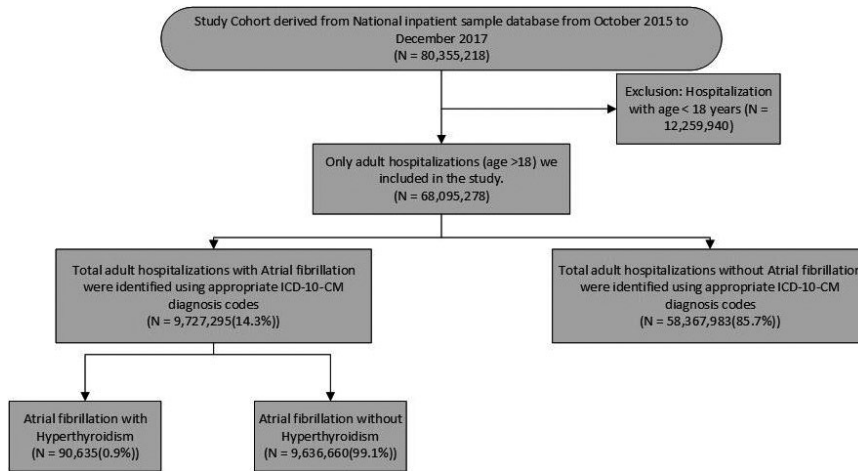 Study Cohort derived from National inpatient sample database from October 2015 to
December 2017
(N = 80,355,218)
Exclusion: Hospitalization
with age < 18 years (N =
12,259,940)
Only adult hospitalizations (age >18) we
included in the study.
(N = 68,095,278)
Total adult hospitalizations with Atrial fibrillation
were identified using appropriate ICD-10-CM
diagnosis codes
(N = 9,727,295(14.3%))
Total adult hospitalizations without Atrial fibrillation
were identified using appropriate ICD-10-CM
diagnosis codes
(N = 58,367,983(85.7%)
Atrial fibrillation with
Hyperthyroidism
(N = 90,635(0.9%))
Atrial fibrillation without
Hyperthyroidism
(N = 9,636,660(99.1%))